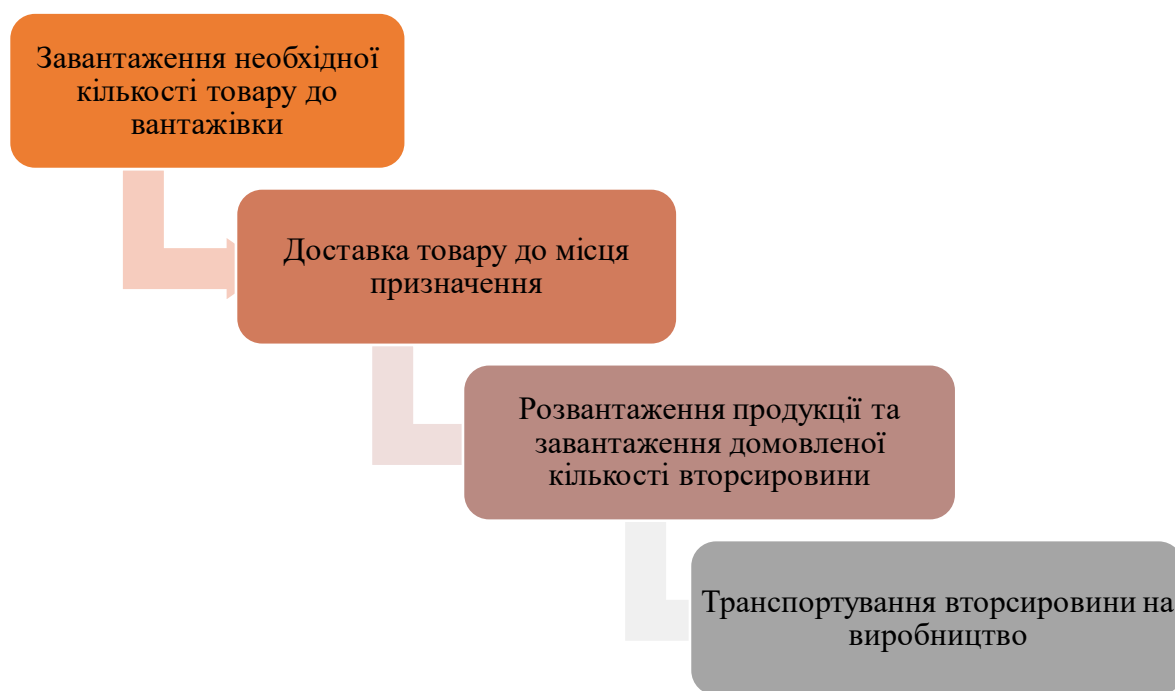 Завантаження необхідної
кількості товару до
вантажівки
Доставка товару до місця
призначення
Розвантаження продукції та
завантаження домовленої
кількості вторсировини
Транспортування вторсировини на
виробництво